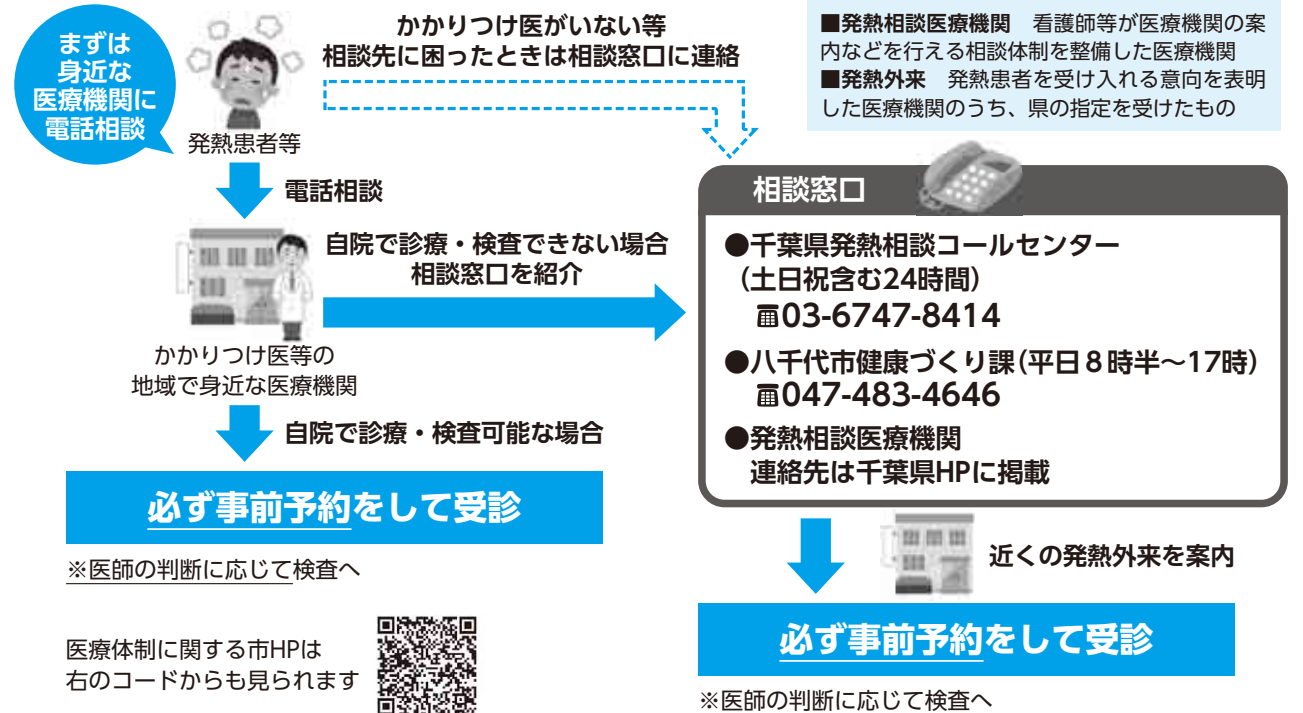 まずは
身近な
医療機関に
電話相談
発熱患者等
かかりつけ医がいない等
相談先に困ったときは相談窓口に連絡
■発熱相談医療機関　看護師等が医療機関の案
内などを行える相談体制を整備した医療機関
■発熱外来　発熱患者を受け入れる意向を表明
した医療機関のうち、県の指定を受けたもの
電話相談
自院で診療・検査できない場合
相談窓口を紹介
かかりつけ医等の
地域で身近な医療機関
自院で診療・検査可能な場合
必ず事前予約をして受診
※医師の判断に応じて検査へ
医療体制に関する市HPは
右のコードからも見られます
相談窓口
●千葉県発熱相談コールセンター
（土日祝含む24時間）
☎03-6747-8414
●八千代市健康づくり課（平日８時半〜17時）
☎047-483-4646
●発熱相談医療機関
連絡先は千葉県HPに掲載
近くの発熱外来を案内
必ず事前予約をして受診
※医師の判断に応じて検査へ